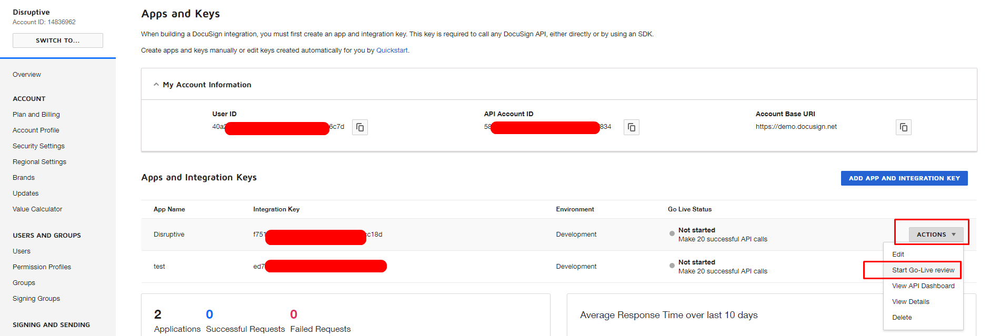 Disruptive
Account ID: 14836962
SWITCH TO...
Overview
ACCOUNT
Plan and Billing
Account Profile
Security Settings
Regional Settings
Brands
Updates
Value Calculator
USERS AND GROUPS
Users
Permission Profiles
Groups
Signing Groups
SIGNING AND SENDING
Apps and Keys
When building a DocuSign integration, you must first create an app and integration key. This key is required to call any DocuSign API, either directly or by using an SDK.
Create apps and keys manually or edit keys created automatically for you by Quickstart.
My Account Information
User ID API Account ID Account Base URI
40a 6c7d 58 834 https://demo.docusign.net
Apps and Integration Keys
ADD APP AND INTEGRATION KEY
App Name Integration Key Environment Go Live Status
Disruptive f751 c18d Development Not started
Make 20 successful API calls
ACTIONS
test ed7 Development Not started
Make 20 successful API calls
Edit
Start Go-Live review
View API Dashboard
View Details
Delete
2 0 0
Applications Successful Requests Failed Requests
Average Response Time over last 10 days